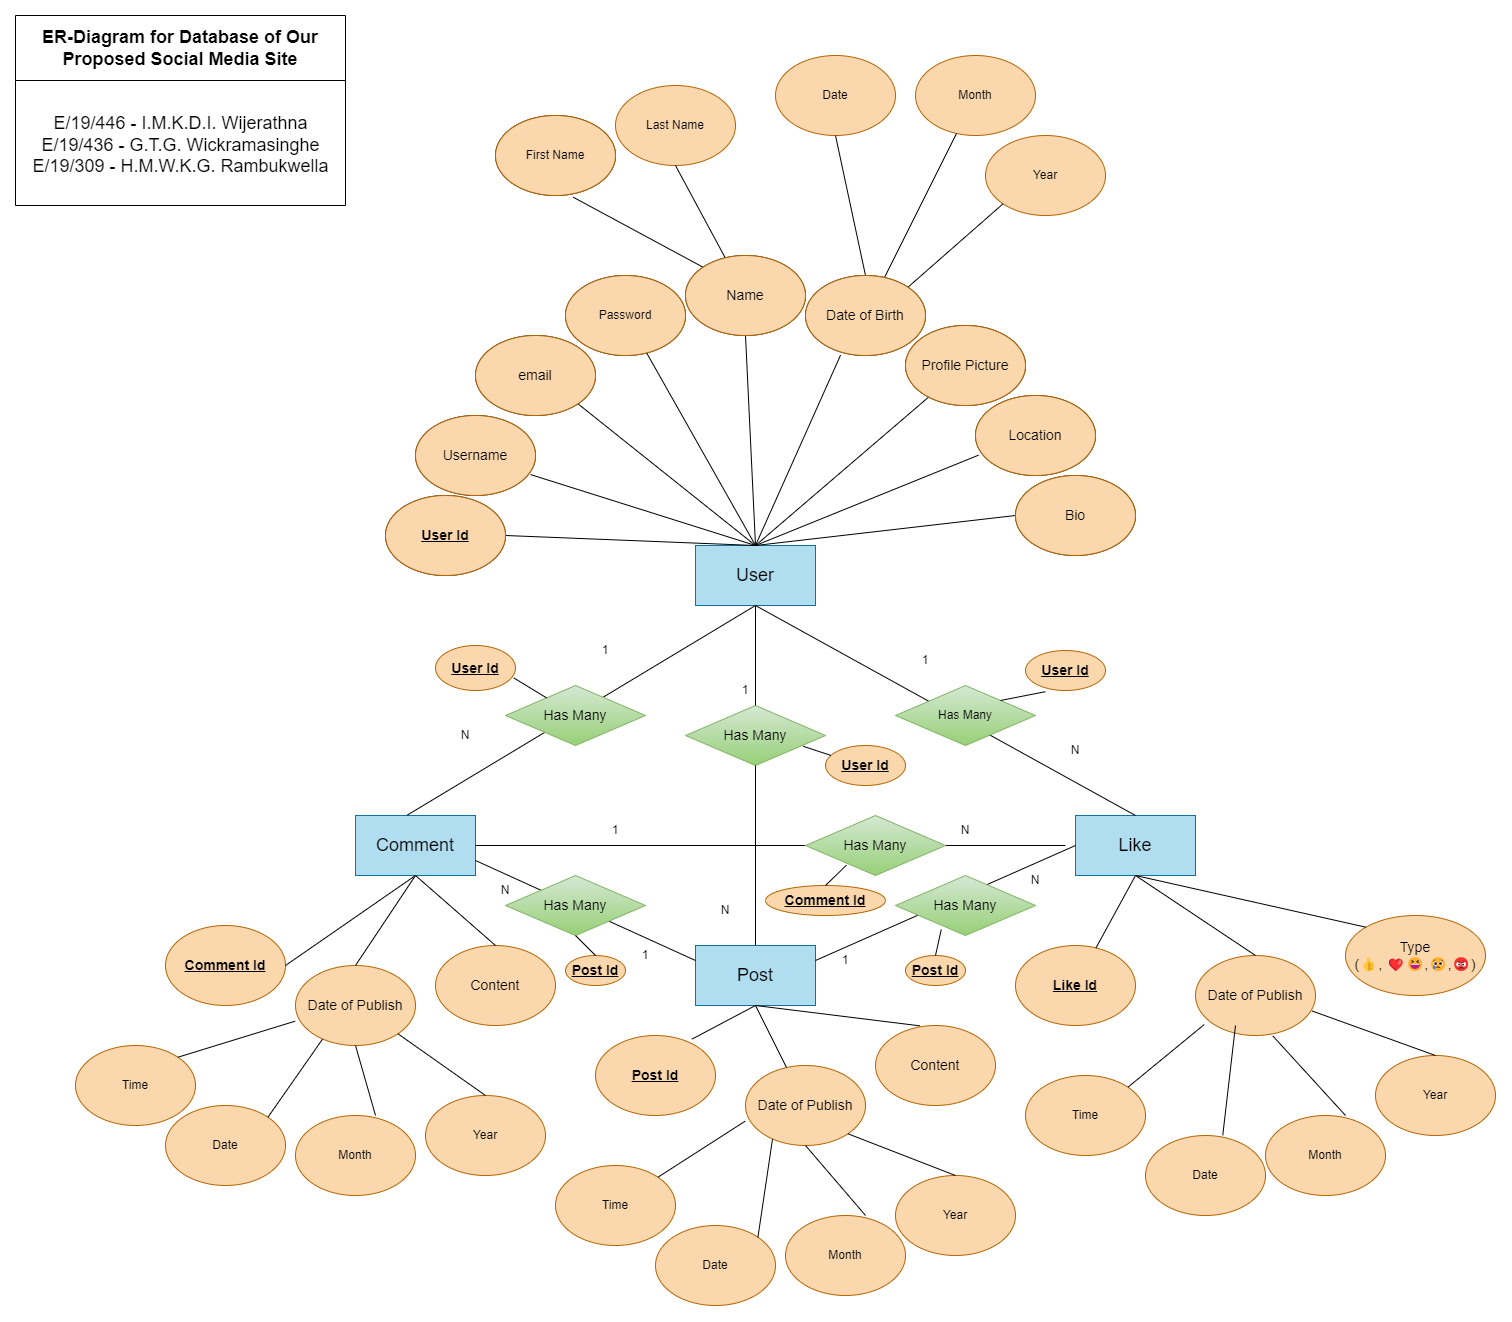 ER-Diagram for Database of Our
Proposed Social Media Site
E/19/446 - I.M.K.D.I. Wijerathna
E/19/436 - G.T.G. Wickramasinghe
E/19/309 - H.M.W.K.G. Rambukwella
Date
Month
Last Name
First Name
Year
Name
Password
Date of Birth
Profile Picture
email
Location
Username
Bio
User Id
User
1
1
User Id
User Id
1
Has Many
Has Many
N
Has Many
N
User Id
1
N
Comment
Has Many
Like
N
N
Comment Id
Has Many
Has Many
N
1
1
Post Id
Post Id
Post
Type
(👍, ❤️😆,😢,😡)
Comment Id
Content
Like Id
Date of Publish
Date of Publish
Content
Post Id
Time
Date of Publish
Year
Time
Year
Date
Month
Month
Date
Time
Year
Month
Date